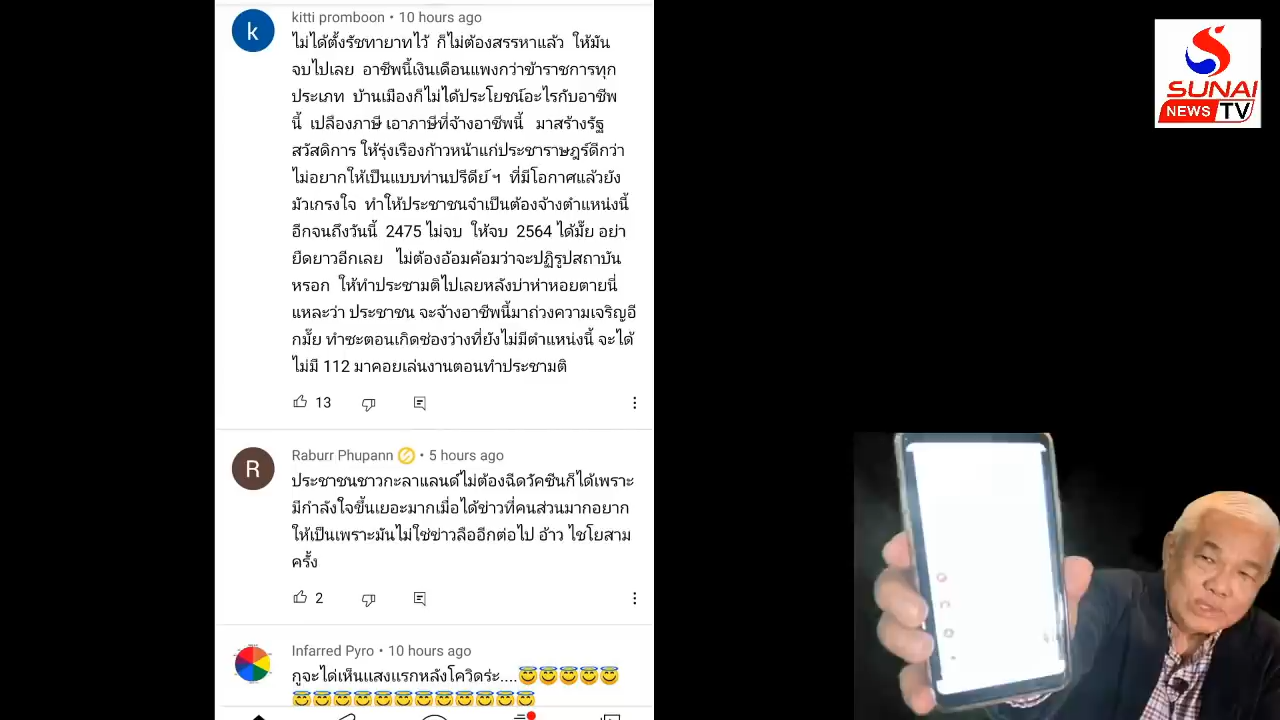 kitti promboon • 10 hours ago
ไม่ได้ตั้งรัชทายาทไว้ ก็ไม่ต้องสรรหาแล้ว ให้มัน
จบไปเลย อาชีพนี้เงินเดือนแพงกว่าข้าราชการทุก
ประเภท บ้านเมืองก็ไม่ได้ประโยชน์อะไรกับอาชีพ
นี้ เปลืองภาษี เอาภาษีที่จ้างอาชีพนี้ มาสร้างรัฐ
สวัสดิการ ให้รุ่งเรืองก้าวหน้าแก่ประชาราษฎร์ดีกว่า
ไม่อยากให้เป็นแบบท่านปรีดีย์ฯ ที่มีโอกาศแล้วยัง
มัวเกรงใจ ทำให้ประชาชนจำเป็นต้องจ้างตำแหน่งนี้
อีกจนถึงวันนี้ 2475 ไม่จบ ให้จบ 2564 ได้มั้ย อย่า
ยืดยาวอีกเลย ไม่ต้องอ้อมค้อมว่าจะปฏิรูปสถาบัน
หรอก ให้ทำประชามติไปเลยหลังบ่าห่าหอยตายนี่
แหละว่า ประชาชน จะจ้างอาชีพนี้มาถ่วงความเจริญอี
กมั้ย ทำซะตอนเกิดช่องว่างที่ยังไม่มีตำแหน่งนี้ จะได้
ไม่มี 112 มาคอยเล่นงานตอนทำประชามติ
13
Raburr Phupann • 5 hours ago
ประชาชนชาวกะลาแลนด์ไม่ต้องฉีดวัคซีนก็ได้เพราะ
มีกำลังใจขึ้นเยอะมากเมื่อได้ข่าวที่คนส่วนมากอยาก
ให้เป็นเพราะมันไม่ใช่ข่าวลืออีกต่อไป อ้าว ไชโยสาม
ครั้ง
2
Infarred Pyro • 10 hours ago
กูจะได่เห็นแสงแรกหลังโควิดร่ะ....😇😇😇😇😇
😇😇😇😇😇😇😇😇😇😇😇😇
k
R
SUNAI
NEWS TV